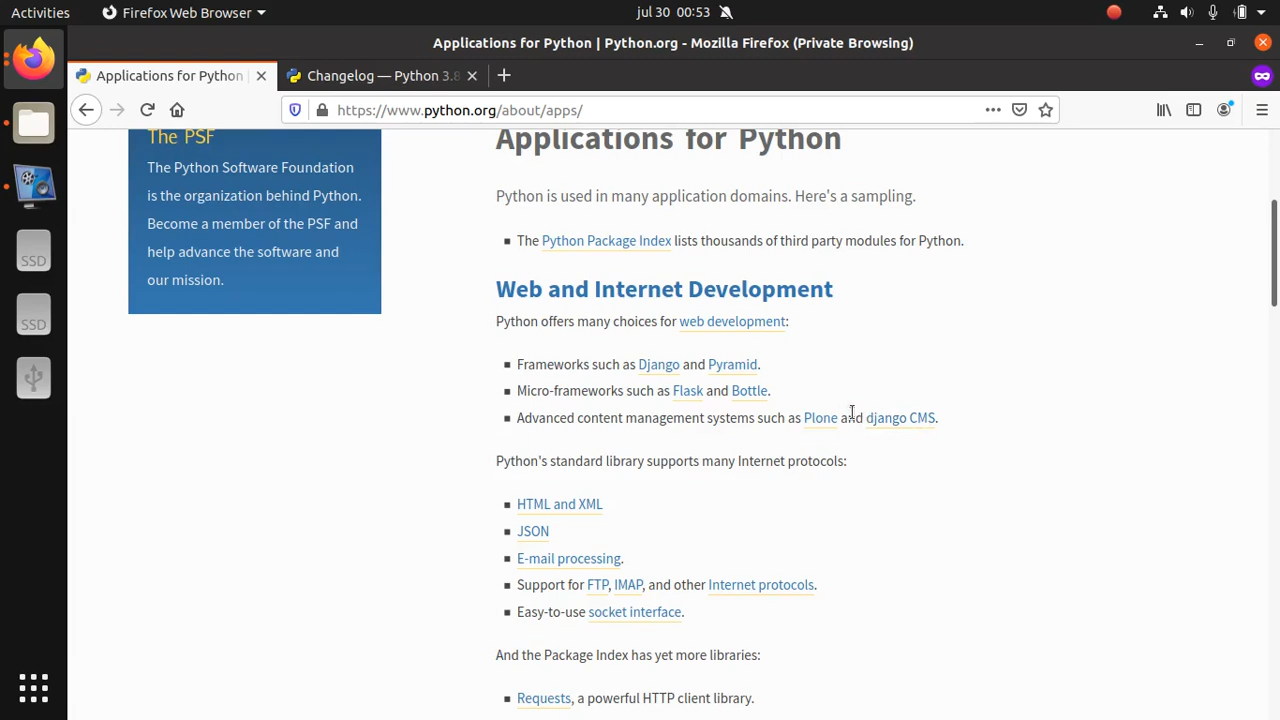 Activities
Firefox Web Browser
jul 30 00:53
Applications for Python | Python.org - Mozilla Firefox (Private Browsing)
Applications for Python
Changelog — Python 3.8
https://www.python.org/about/apps/
The PSF
The Python Software Foundation
is the organization behind Python.
Become a member of the PSF and
help advance the software and
our mission.
SSD
SSD
Applications for Python
Python is used in many application domains. Here's a sampling.
The Python Package Index lists thousands of third party modules for Python.
Web and Internet Development
Python offers many choices for web development:
Frameworks such as Django and Pyramid.
Micro-frameworks such as Flask and Bottle.
Advanced content management systems such as Plone and django CMS.
Python's standard library supports many Internet protocols:
HTML and XML
JSON
E-mail processing.
Support for FTP, IMAP, and other Internet protocols.
Easy-to-use socket interface.
And the Package Index has yet more libraries:
Requests, a powerful HTTP client library.